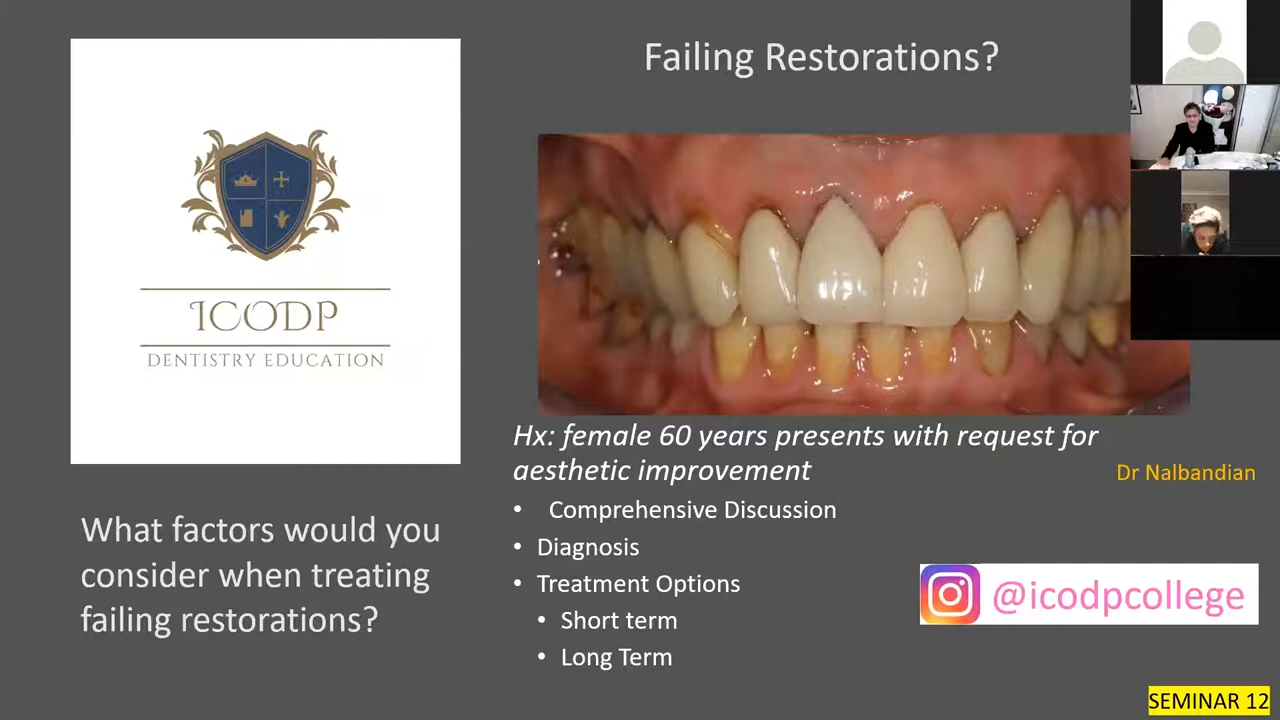 Failing Restorations?
ICODP
DENTISTRY EDUCATION
What factors would you
consider when treating
failing restorations?
Hx: female 60 years presents with request for
aesthetic improvement
Dr Nalbandian
• Comprehensive Discussion
• Diagnosis
• Treatment Options
• Short term
• Long Term
@icodpcollege
SEMINAR 12